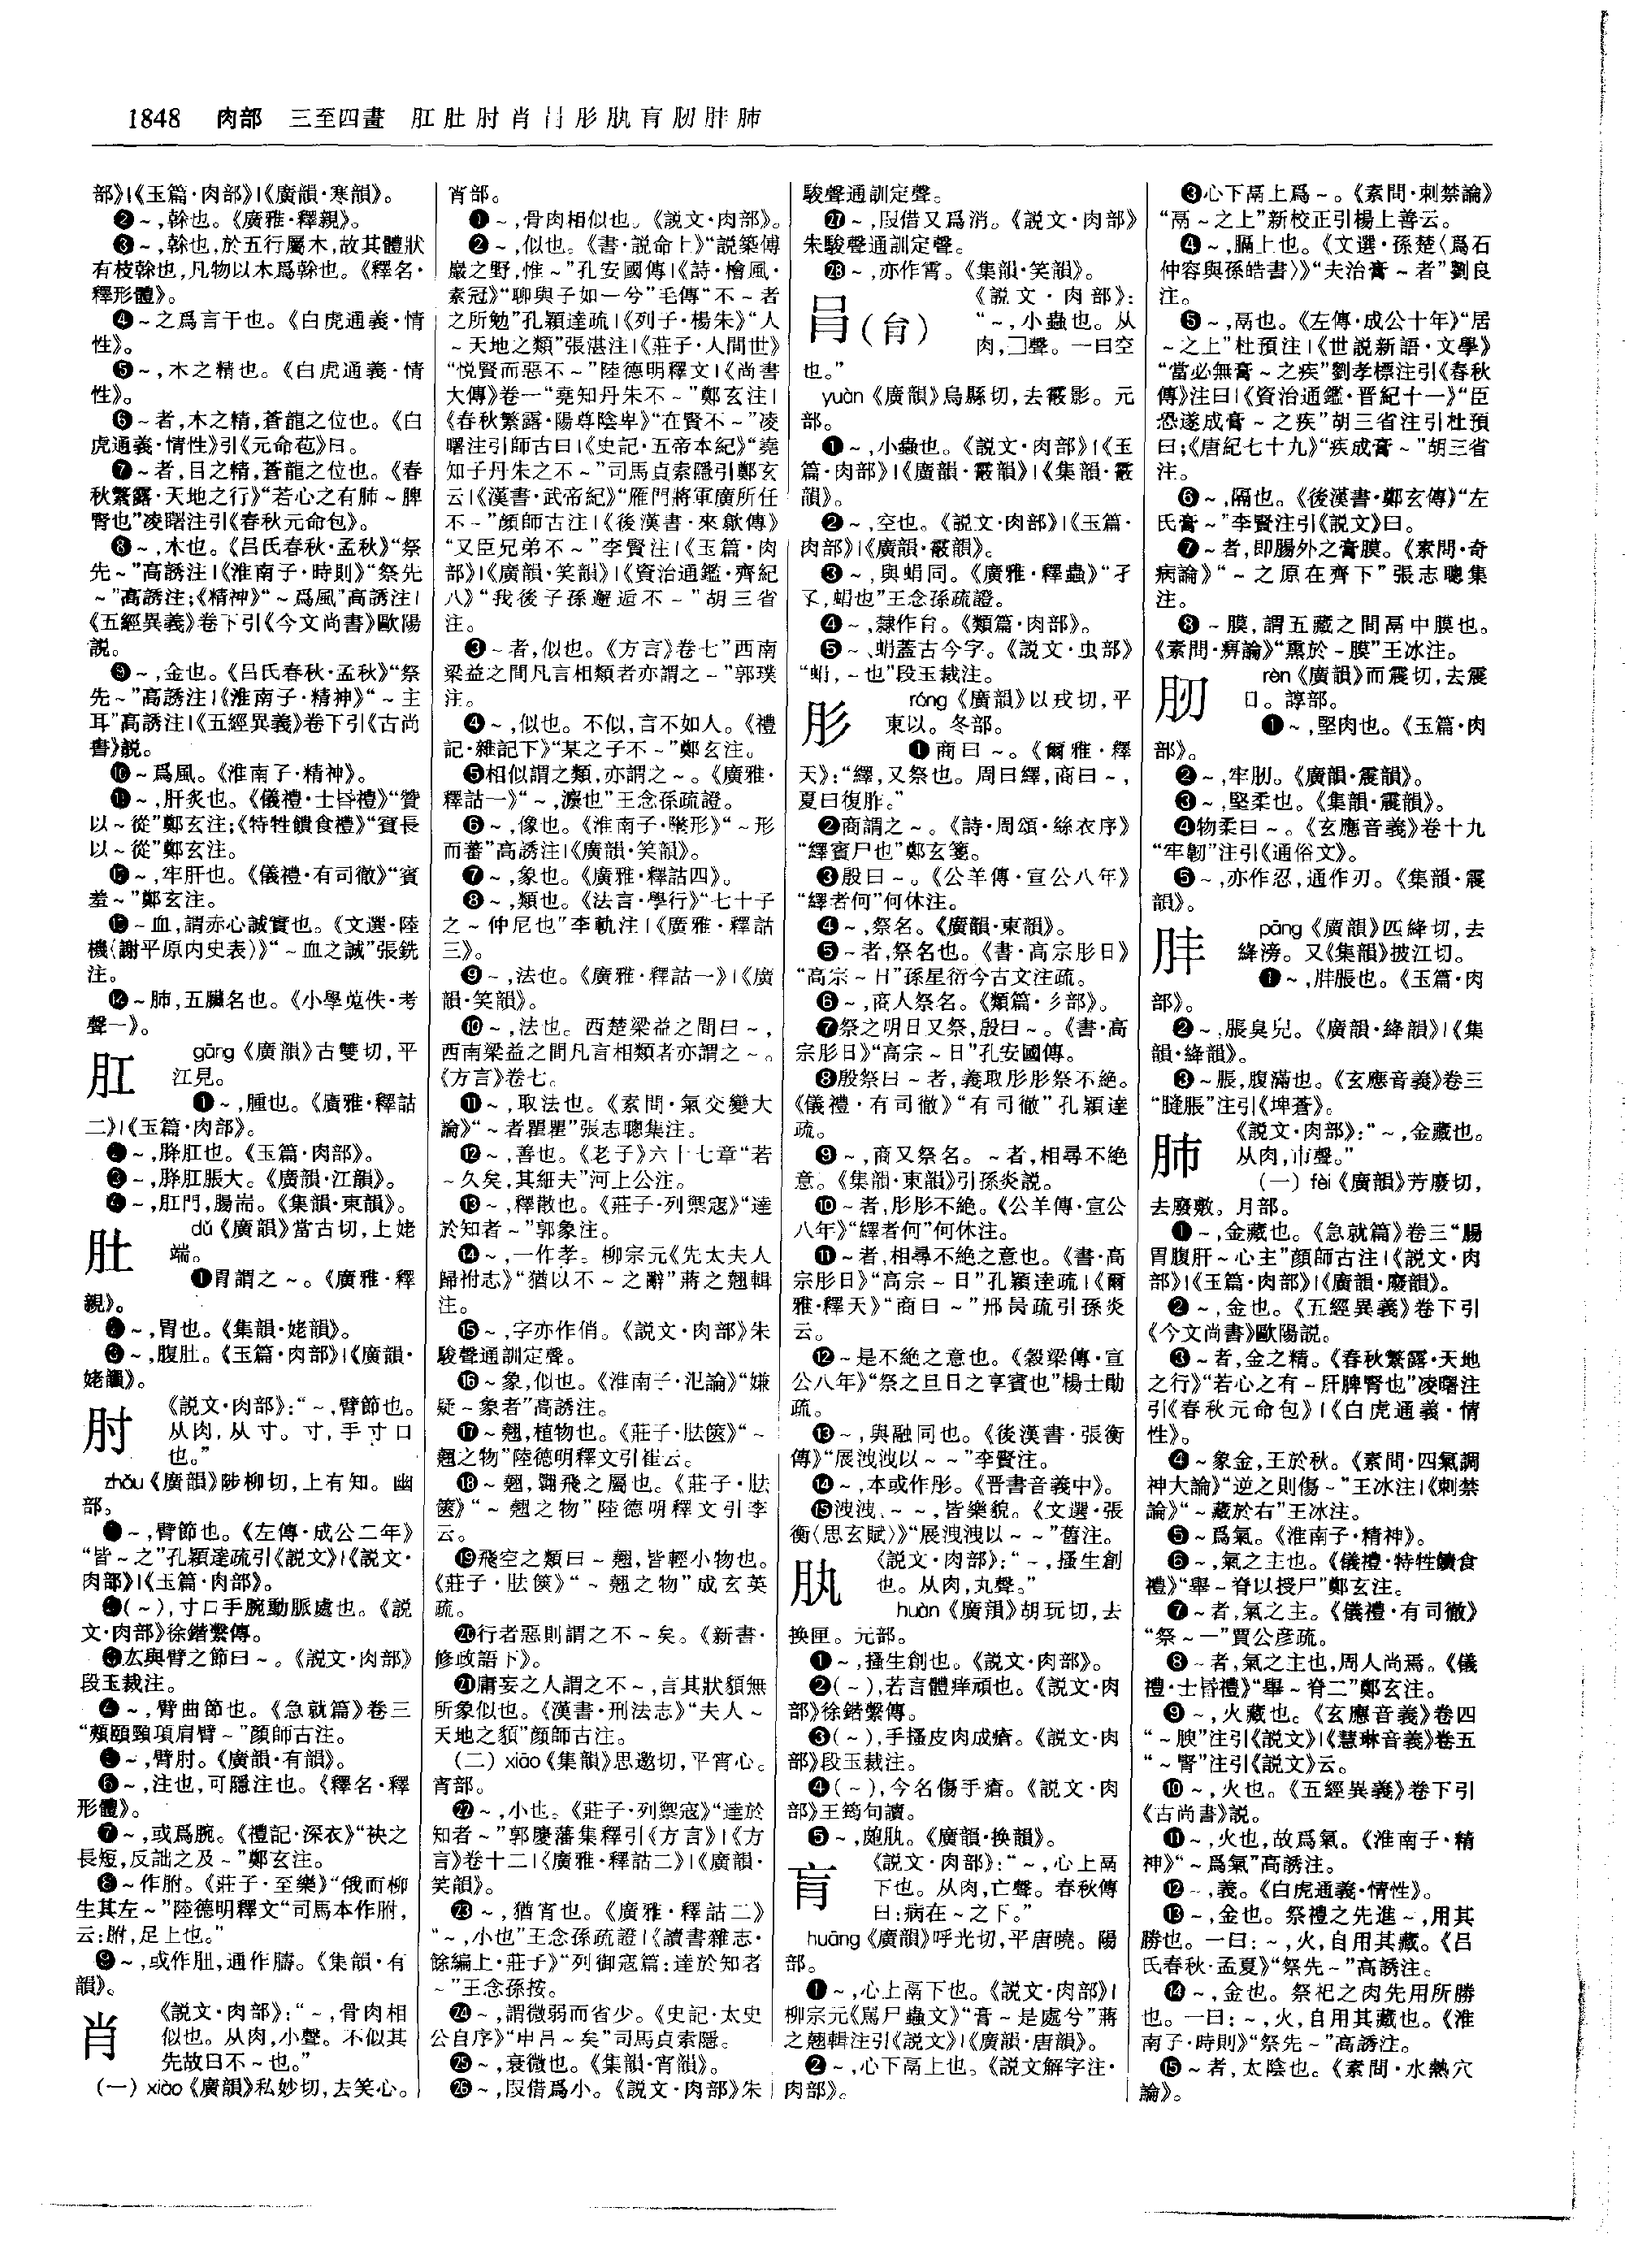 1848 肉部 三至四畫 肛肚肘肖肙肜肒肓肕胖肺
部》|《玉篇·肉部》|《廣韻·寒韻》。
❷~,幹也。《廣雅·釋親》。
❸~,幹也,於五行屬木,故其體狀
有枝幹也,凡物以木爲幹也。《釋名·
釋形體》。
❹~之爲言干也。《白虎通義·情
性》。
❺~,木之精也。《白虎通義·情
性》。
❻~者,木之精,蒼龍之位也。《白
虎通義·情性》引《元命苞》曰。
❼~者,目之精,蒼龍之位也。《春
秋繁露·天地之行》“若心之有肺~脾
腎也”凌曙注引《春秋元命包》。
❽~,木也。《吕氏春秋·孟秋》“祭
先~”高誘注|《淮南子·時則》“祭先
~”高誘注;《精神》“~爲風”高誘注|
《五經異義》卷下引《今文尚書》歐陽
説。
❾~,金也。《吕氏春秋·孟秋》“祭
先~”高誘注|《淮南子·精神》“~主
耳”高誘注|《五經異義》卷下引《古尚
書》説。
❿~爲風。《淮南子·精神》。
⓫~,肝炙也。《儀禮·士昏禮》“贊
以~從”鄭玄注;《特牲饋食禮》“賓長
以~從”鄭玄注。
⓬~,牢肝也。《儀禮·有司徹》“賓
羞~”鄭玄注。
⓭~血,謂赤心誠實也。《文選·陸
機〈謝平原内史表〉》“~血之誠”張銑
注。
⓮~肺,五臟名也。《小學蒐佚·考
聲一》。
肛 gāng《廣韻》古雙切,平
江見。
❶~,腫也。《廣雅·釋詁
二》|《玉篇·肉部》。
❷~,胮肛也。《玉篇·肉部》。
❸~,胮肛脹大。《廣韻·江韻》。
❹~,肛門,腸耑。《集韻·東韻》。
肚 dǔ《廣韻》當古切,上姥
端。
❶胃謂之~。《廣雅·釋
親》。
❷~,胃也。《集韻·姥韻》。
❸~,腹肚。《玉篇·肉部》|《廣韻·
姥韻》。
肘 《説文·肉部》:“~,臂節也。
从肉,从寸。寸,手寸口
也。”
zhǒu《廣韻》陟柳切,上有知。幽
部。
❶~,臂節也。《左傳·成公二年》
“皆~之”孔穎達疏引《説文》|《説文·
肉部》|《玉篇·肉部》。
❷(~),寸口手腕動脈處也。《説
文·肉部》徐鍇繫傳。
❸厷與臂之節曰~。《説文·肉部》
段玉裁注。
❹~,臂曲節也。《急就篇》卷三
“頰頤頸項肩臂~”顔師古注。
❺~,臂肘。《廣韻·有韻》。
❻~,注也,可隱注也。《釋名·釋
形體》。
❼~,或爲腕。《禮記·深衣》“袂之
長短,反詘之及~”鄭玄注。
❽~作胕。《莊子·至樂》“俄而柳
生其左~”陸德明釋文“司馬本作胕,
云:胕,足上也。”
❾~,或作肚,通作𦞩。《集韻·有
韻》。
肖 《説文·肉部》:“~,骨肉相
似也。从肉,小聲。不似其
先故曰不~也。”
(一)xiào《廣韻》私妙切,去笑心。
宵部。
❶~,骨肉相似也。《説文·肉部》。
❷~,似也。《書·説命上》“説築傅
巖之野,惟~”孔安國傳|《詩·檜風·
素冠》“聊與子如一兮”毛傳“不~者
之所勉”孔穎達疏|《列子·楊朱》“人
~天地之類”張湛注|《莊子·人間世》
“悦賢而惡不~”陸德明釋文|《尚書
大傳》卷一“堯知丹朱不~”鄭玄注|
《春秋繁露·陽尊陰卑》“在賢不~”凌
曙注引師古曰|《史記·五帝本紀》“堯
知子丹朱之不~”司馬貞索隱引鄭玄
云|《漢書·武帝紀》“雁門將軍廣所任
不~”顔師古注|《後漢書·來歙傳》
“又臣兄弟不~”李賢注|《玉篇·肉
部》|《廣韻·笑韻》|《資治通鑑·齊紀
八》“我後子孫邂逅不~”胡三省
注。
❸~者,似也。《方言》卷七“西南
梁益之間凡言相類者亦謂之~”郭璞
注。
❹~,似也。不似,言不如人。《禮
記·雜記下》“某之子不~”鄭玄注。
❺相似謂之類,亦謂之~。《廣雅·
釋詁一》“~,灋也”王念孫疏證。
❻~,像也。《淮南子·墬形》“~形
而蕃”高誘注|《廣韻·笑韻》。
❼~,象也。《廣雅·釋詁四》。
❽~,類也。《法言·學行》“七十子
之~仲尼也”李軌注|《廣雅·釋詁
三》。
❾~,法也。《廣雅·釋詁一》|《廣
韻·笑韻》。
❿~,法也。西楚梁益之間曰~,
西南梁益之間凡言相類者亦謂之~。
《方言》卷七。
⓫~,取法也。《素問·氣交變大
論》“~者瞿瞿”張志聰集注。
⓬~,善也。《老子》六十七章“若
~久矣,其細夫”河上公注。
⓭~,釋散也。《莊子·列禦寇》“達
於知者~”郭象注。
⓮~,一作孝。柳宗元《先太夫人
歸祔志》“猶以不~之辭”蔣之翹輯
注。
⓯~,字亦作俏。《説文·肉部》朱
駿聲通訓定聲。
⓰~象,似也。《淮南子·氾論》“嫌
疑~象者”高誘注。
⓱~翹,植物也。《莊子·胠篋》“~
翹之物”陸德明釋文引崔云。
⓲~翹,翾飛之屬也。《莊子·胠
篋》“~翹之物”陸德明釋文引李
云。
⓳飛空之類曰~翹,皆輕小物也。
《莊子·胠篋》“~翹之物”成玄英
疏。
⓴行者惡則謂之不~矣。《新書·
修政語下》。
㉑庸妄之人謂之不~,言其狀貌無
所象似也。《漢書·刑法志》“夫人~
天地之䫉”顔師古注。
(二)xiāo《集韻》思邀切,平宵心。
宵部。
㉒~,小也。《莊子·列禦寇》“達於
知者~”郭慶藩集釋引《方言》|《方
言》卷十二|《廣雅·釋詁二》|《廣韻·
笑韻》。
㉓~,猶宵也。《廣雅·釋詁二》
“~,小也”王念孫疏證|《讀書雜志·
餘編上·莊子》“列御寇篇:達於知者
~”王念孫按。
㉔~,謂微弱而省少。《史記·太史
公自序》“申吕~矣”司馬貞索隱。
㉕~,衰微也。《集韻·宵韻》。
㉖~,叚借爲小。《説文·肉部》朱
駿聲通訓定聲。
㉗~,叚借又爲消。《説文·肉部》
朱駿聲通訓定聲。
㉘~,亦作霄。《集韻·笑韻》。
肙(䏍) 《説文·肉部》:
“~,小蟲也。从
肉,囗聲。一曰空
也。”
yuàn《廣韻》烏縣切,去霰影。元
部。
❶~,小蟲也。《説文·肉部》|《玉
篇·肉部》|《廣韻·霰韻》|《集韻·霰
韻》。
❷~,空也。《説文·肉部》|《玉篇·
肉部》|《廣韻·霰韻》。
❸~,與蜎同。《廣雅·釋蟲》“孑
孓,蜎也”王念孫疏證。
❹~,隸作䏍。《類篇·肉部》。
❺~、蜎蓋古今字。《説文·虫部》
“蜎,~也”段玉裁注。
肜 róng《廣韻》以戎切,平
東以。冬部。
❶商曰~。《爾雅·釋
天》:“繹,又祭也。周曰繹,商曰~,
夏曰復胙。”
❷商謂之~。《詩·周頌·絲衣序》
“繹賓尸也”鄭玄箋。
❸殷曰~。《公羊傳·宣公八年》
“繹者何”何休注。
❹~,祭名。《廣韻·東韻》。
❺~者,祭名也。《書·高宗肜日》
“高宗~日”孫星衍今古文注疏。
❻~,商人祭名。《類篇·彡部》。
❼祭之明日又祭,殷曰~。《書·高
宗肜日》“高宗~日”孔安國傳。
❽殷祭曰~者,義取肜肜祭不絶。
《儀禮·有司徹》“有司徹”孔穎達
疏。
❾~,商又祭名。~者,相尋不絶
意。《集韻·東韻》引孫炎説。
❿~者,肜肜不絶。《公羊傳·宣公
八年》“繹者何”何休注。
⓫~者,相尋不絶之意也。《書·高
宗肜日》“高宗~日”孔穎達疏|《爾
雅·釋天》“商曰~”邢昺疏引孫炎
云。
⓬~是不絶之意也。《穀梁傳·宣
公八年》“祭之旦日之享賓也”楊士勛
疏。
⓭~,與融同也。《後漢書·張衡
傳》“展洩洩以~~”李賢注。
⓮~,本或作彤。《晋書音義中》。
⓯洩洩、~~,皆樂貌。《文選·張
衡〈思玄賦〉》“展洩洩以~~”舊注。
肒 《説文·肉部》:“~,搔生創
也。从肉,丸聲。”
huàn《廣韻》胡玩切,去
换匣。元部。
❶~,搔生創也。《説文·肉部》。
❷(~),若言體痒頑也。《説文·肉
部》徐鍇繫傳。
❸(~),手搔皮肉成瘡。《説文·肉
部》段玉裁注。
❹(~),今名傷手瘡。《説文·肉
部》王筠句讀。
❺~,皰肒。《廣韻·换韻》。
肓 《説文·肉部》:“~,心上鬲
下也。从肉,亡聲。春秋傳
曰:病在~之下。”
huāng《廣韻》呼光切,平唐曉。陽
部。
❶~,心上鬲下也。《説文·肉部》|
柳宗元《駡尸蟲文》“膏~是處兮”蔣
之翹輯注引《説文》|《廣韻·唐韻》。
❷~,心下鬲上也。《説文解字注·
肉部》。
❸心下鬲上爲~。《素問·刺禁論》
“鬲~之上”新校正引楊上善云。
❹~,膈上也。《文選·孫楚〈爲石
仲容與孫皓書〉》“夫治膏~者”劉良
注。
❺~,鬲也。《左傳·成公十年》“居
~之上”杜預注|《世説新語·文學》
“當必無膏~之疾”劉孝標注引《春秋
傳》注曰|《資治通鑑·晋紀十一》“臣
恐遂成膏~之疾”胡三省注引杜預
曰;《唐紀七十九》“疾成膏~”胡三省
注。
❻~,隔也。《後漢書·鄭玄傳》“左
氏膏~”李賢注引《説文》曰。
❼~者,即腸外之膏膜。《素問·奇
病論》“~之原在齊下”張志聰集
注。
❽~膜,謂五藏之間鬲中膜也。
《素問·痹論》“熏於~膜”王冰注。
肕 rèn《廣韻》而震切,去震
日。諄部。
❶~,堅肉也。《玉篇·肉
部》。
❷~,牢肕。《廣韻·震韻》。
❸~,堅柔也。《集韻·震韻》。
❹物柔曰~。《玄應音義》卷十九
“牢韌”注引《通俗文》。
❺~,亦作忍,通作刃。《集韻·震
韻》。
胖 pāng《廣韻》匹絳切,去
絳滂。又《集韻》披江切。
❶~,胖脹也。《玉篇·肉
部》。
❷~,脹臭皃。《廣韻·絳韻》|《集
韻·絳韻》。
❸~脹,腹滿也。《玄應音義》卷三
“膖脹”注引《埤蒼》。
肺 《説文·肉部》:“~,金藏也。
从肉,巿聲。”
(一)fèi《廣韻》芳廢切,
去廢敷。月部。
❶~,金藏也。《急就篇》卷三“腸
胃腹肝~心主”顔師古注|《説文·肉
部》|《玉篇·肉部》|《廣韻·廢韻》。
❷~,金也。《五經異義》卷下引
《今文尚書》歐陽説。
❸~者,金之精。《春秋繁露·天地
之行》“若心之有~肝脾腎也”凌曙注
引《春秋元命包》|《白虎通義·情
性》。
❹~象金,王於秋。《素問·四氣調
神大論》“逆之則傷~”王冰注|《刺禁
論》“~藏於右”王冰注。
❺~爲氣。《淮南子·精神》。
❻~,氣之主也。《儀禮·特牲饋食
禮》“舉~脊以授尸”鄭玄注。
❼~者,氣之主。《儀禮·有司徹》
“祭~一”賈公彦疏。
❽~者,氣之主也,周人尚焉。《儀
禮·士昏禮》“舉~脊二”鄭玄注。
❾~,火藏也。《玄應音義》卷四
“~腴”注引《説文》|《慧琳音義》卷五
“~腎”注引《説文》云。
❿~,火也。《五經異義》卷下引
《古尚書》説。
⓫~,火也,故爲氣。《淮南子·精
神》“~爲氣”高誘注。
⓬~,義。《白虎通義·情性》。
⓭~,金也。祭禮之先進~,用其
勝也。一曰:~,火,自用其藏。《吕
氏春秋·孟夏》“祭先~”高誘注。
⓮~,金也。祭祀之肉先用所勝
也。一曰:~,火,自用其藏也。《淮
南子·時則》“祭先~”高誘注。
⓯~者,太陰也。《素問·水熱穴
論》。